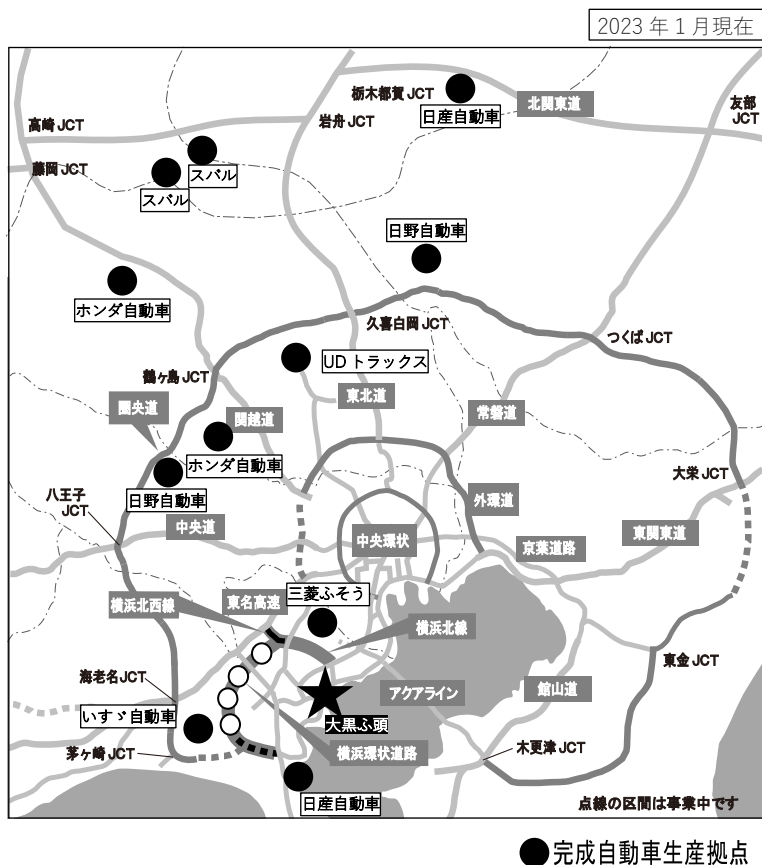 2023年1月現在
栃木都賀JCT
日産自動車
北関東道
友部
JCT
岩舟JCT
高崎JCT
藤岡JCT
スバル
スバル
日野自動車
ホンダ自動車
久喜白岡JCT
つくばJCT
UDトラックス
鶴ヶ島JCT
東北道
圏央道
関越道
常磐道
ホンダ自動車
日野自動車
大栄JCT
八王子
JCT
外環道
中央道
中央環状
京葉道路
東関東道
三菱ふそう
横浜北西線
東名高速
横浜北線
東金JCT
海老名JCT
アクアライン
館山道
いすゞ自動車
大黒ふ頭
茅ヶ崎JCT
横浜環状道路
木更津JCT
日産自動車
点線の区間は事業中です
●完成自動車生産拠点